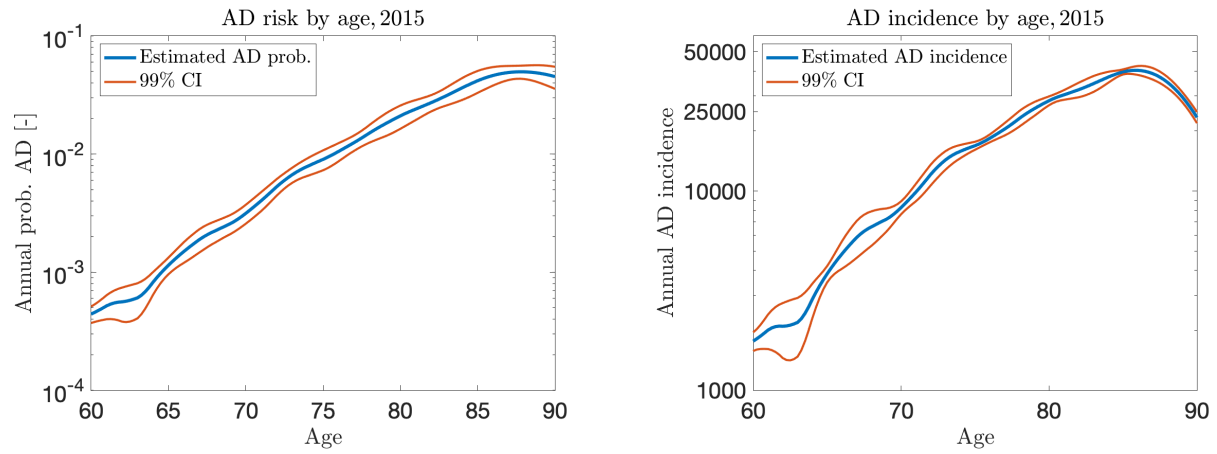 AD risk by age, 2015
10^-1
10^-2
10^-3
10^-4
Annual prob. AD [-]
Estimated AD prob.
99% CI
60 65 70 75 80 85 90
Age
AD incidence by age, 2015
50000
25000
10000
1000
Annual AD incidence
Estimated AD incidence
99% CI
60 70 80 90
Age